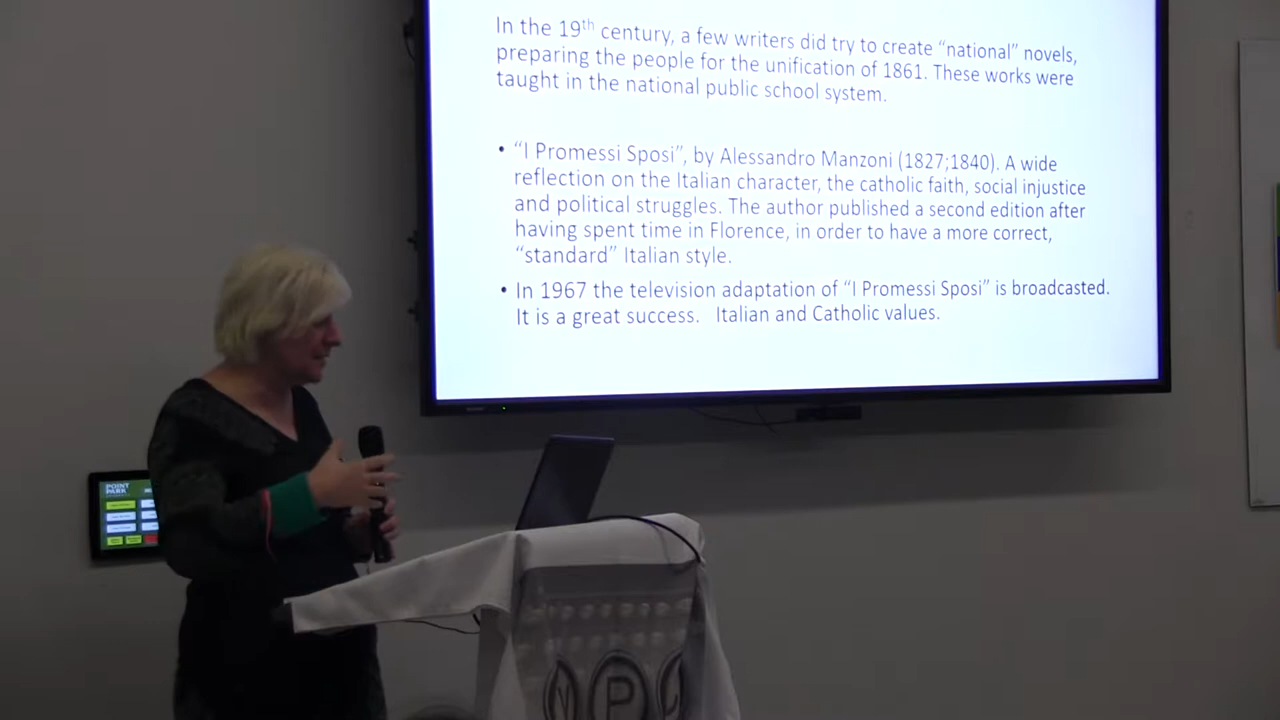 In the 19th century, a few writers did try to create “national” novels,
preparing the people for the unification of 1861. These works were
taught in the national public school system.
• “I Promessi Sposi”, by Alessandro Manzoni (1827;1840). A wide
reflection on the Italian character, the catholic faith, social injustice
and political struggles. The author published a second edition after
having spent time in Florence, in order to have a more correct,
“standard” Italian style.
• In 1967 the television adaptation of “I Promessi Sposi” is broadcasted.
It is a great success. Italian and Catholic values.
POINT
PARK
P